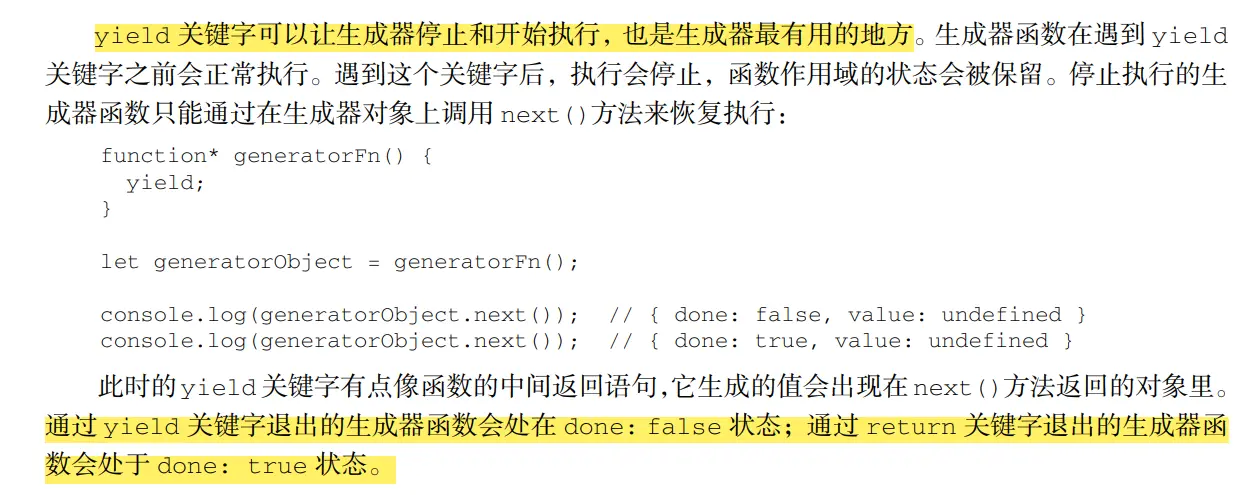 yield 关键字可以让生成器停止和开始执行，也是生成器最有用的地方。生成器函数在遇到 yield
关键字之前会正常执行。遇到这个关键字后，执行会停止，函数作用域的状态会被保留。停止执行的生
成器函数只能通过在生成器对象上调用 next()方法来恢复执行：
function* generatorFn() {
  yield;
}
let generatorObject = generatorFn();
console.log(generatorObject.next());  // { done: false, value: undefined }
console.log(generatorObject.next());  // { done: true, value: undefined }
此时的yield关键字有点像函数的中间返回语句，它生成的值会出现在next()方法返回的对象里。
通过 yield 关键字退出的生成器函数会处在 done: false 状态；通过 return 关键字退出的生成器函
数会处于 done: true 状态。